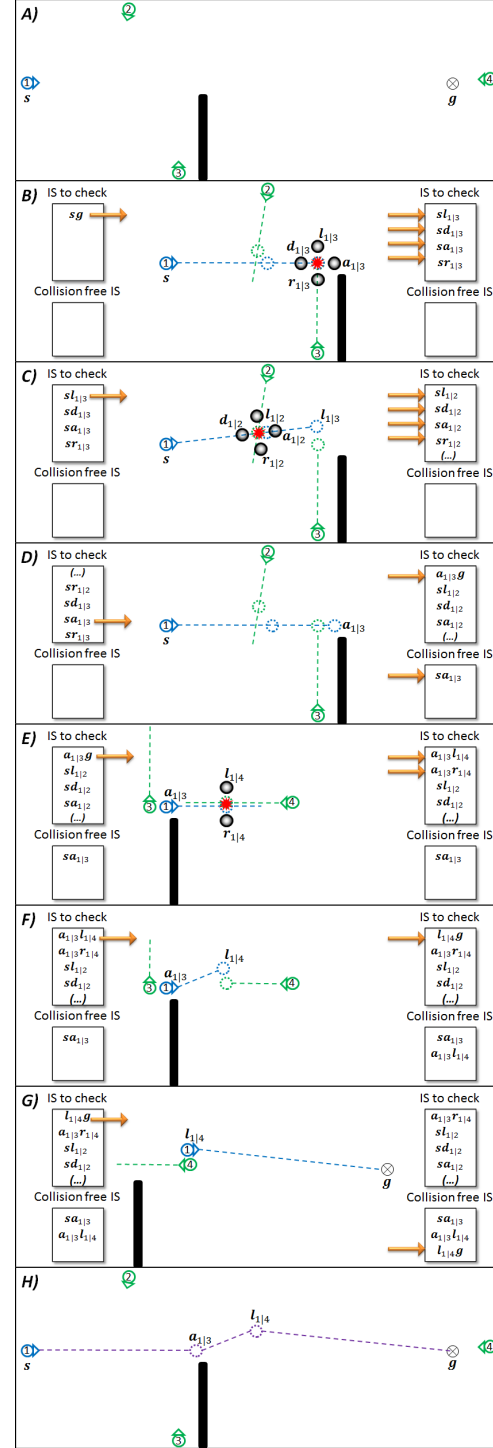 A)
2
1
s
g
4
3
B)
IS to check
IS to check
sg
2
sl1|3
sd1|3
sa1|3
sr1|3
d1|3 l1|3
a1|3
1
s
r1|3
Collision free IS
Collision free IS
3
C)
IS to check
IS to check
sl1|3
sd1|3
sa1|3
sr1|3
2
sl1|2
sd1|2
sa1|2
sr1|2
(...)
d1|2 l1|2 l1|3
a1|2
1
s
r1|2
Collision free IS
Collision free IS
3
D)
IS to check
IS to check
(...)
sr1|2
sd1|3
sa1|3
sr1|3
2
a1|3g
sl1|2
sd1|2
sa1|2
(...)
1
s
a1|3
Collision free IS
Collision free IS
sa1|3
3
E)
IS to check
IS to check
a1|3g
sl1|2
sd1|2
sa1|2
(...)
a1|3l1|4
a1|3r1|4
sl1|2
sd1|2
(...)
l1|4
a1|3
3 1
4
r1|4
Collision free IS
Collision free IS
sa1|3
sa1|3
F)
IS to check
IS to check
a1|3l1|4
a1|3r1|4
sl1|2
sd1|2
(...)
l1|4g
a1|3r1|4
sl1|2
sd1|2
(...)
l1|4
a1|3
3 1
4
Collision free IS
Collision free IS
sa1|3
sa1|3
a1|3l1|4
G)
IS to check
IS to check
l1|4g
a1|3r1|4
sl1|2
sd1|2
(...)
a1|3r1|4
sl1|2
sd1|2
sa1|2
(...)
l1|4
1
4
g
Collision free IS
Collision free IS
sa1|3
a1|3l1|4
sa1|3
a1|3l1|4
l1|4g
H)
2
l1|4
a1|3
1
s
g
4
3